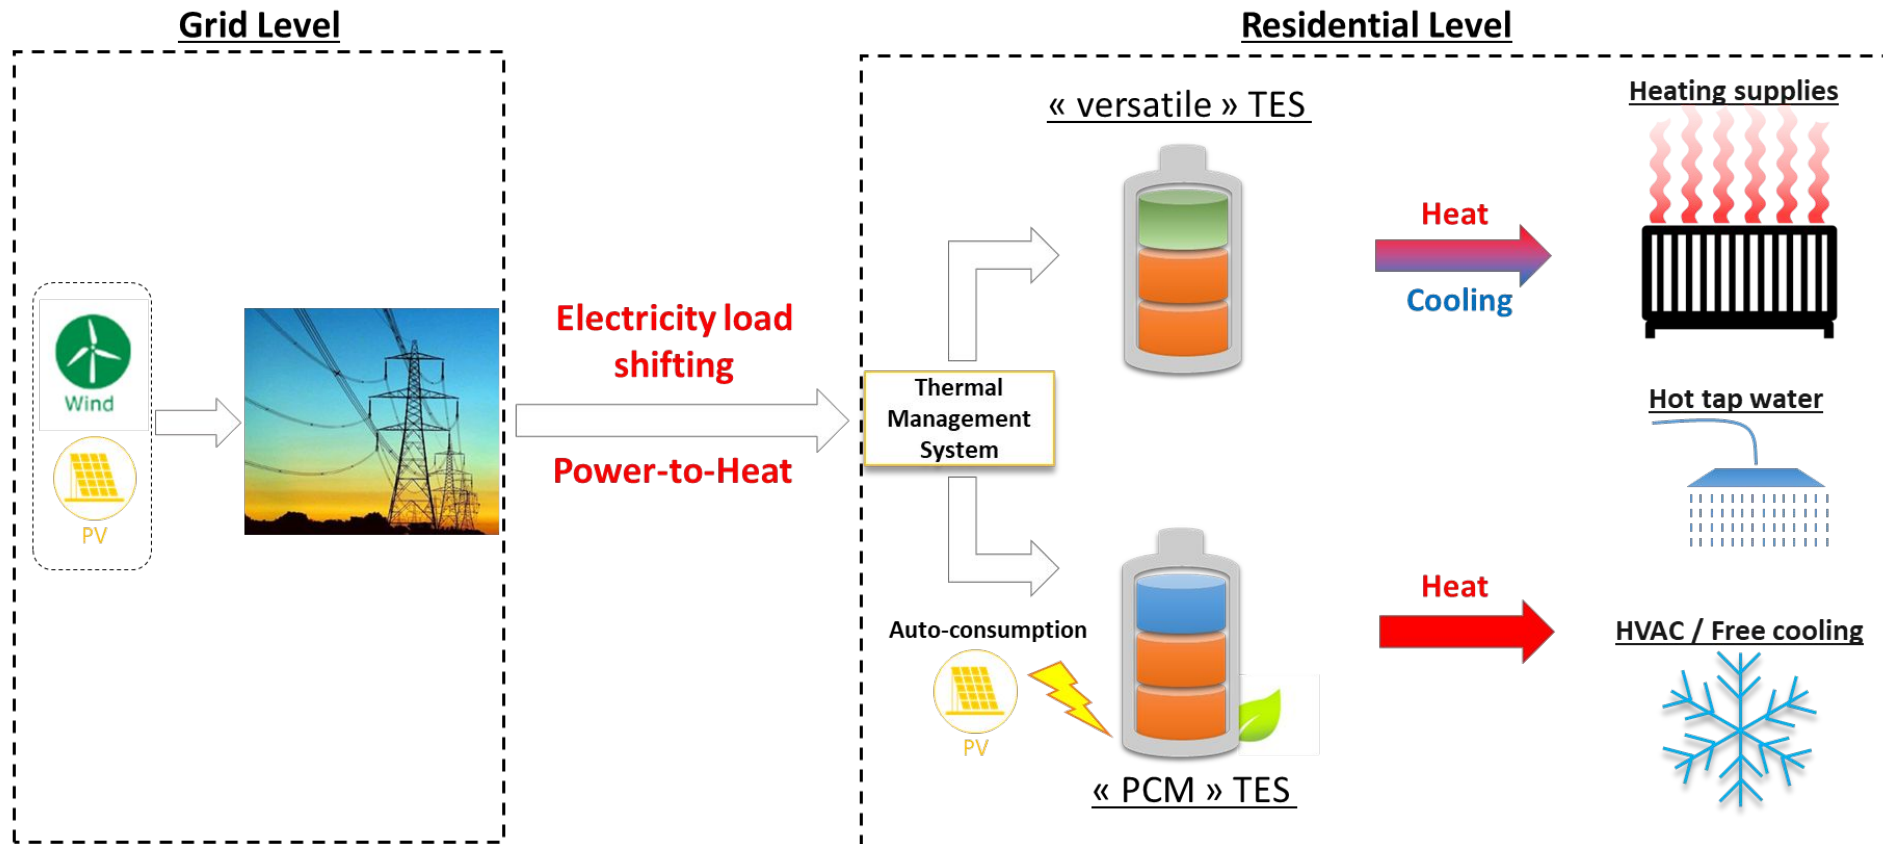 Grid Level
Residential Level
« versatile » TES
Heating supplies
Heat
Cooling
Wind
PV
Electricity load
shifting
Power-to-Heat
Thermal
Management
System
Hot tap water
Heat
Auto-consumption
PV
« PCM » TES
HVAC / Free cooling